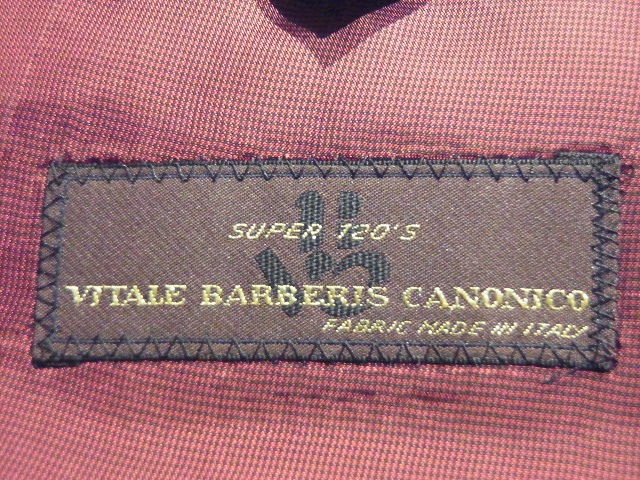 SUPER 120'S
VITALE BARBERIS CANONICO
FABRIC MADE IN ITALY